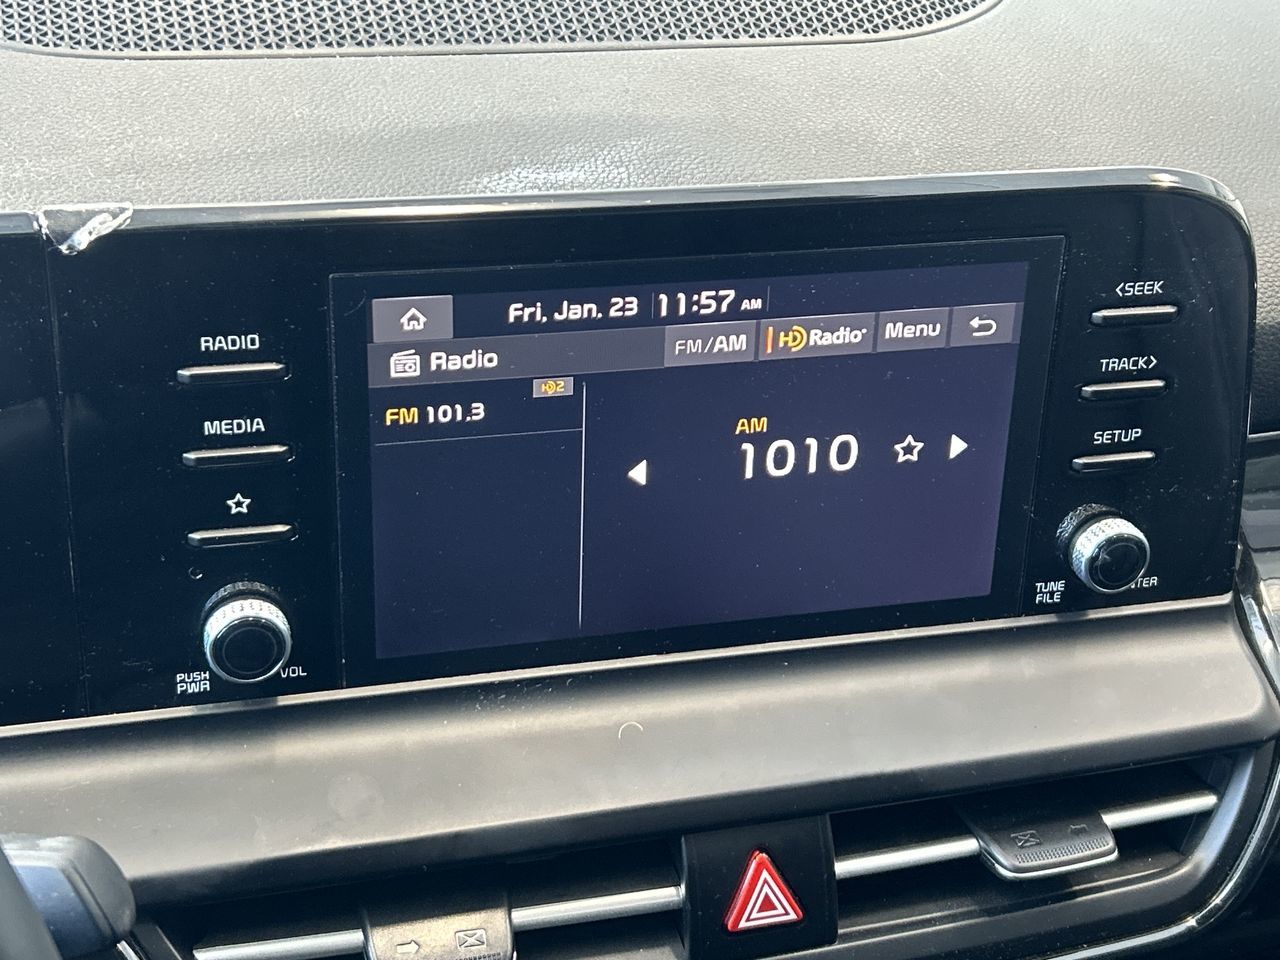 Fri, Jan. 23 11:57 AM
Radio FM/AM HD Radio Menu
HD2
FM 101.3
AM
1010
RADIO
MEDIA
PUSH
PWR
VOL
<SEEK
TRACK>
SETUP
TUNE
FILE